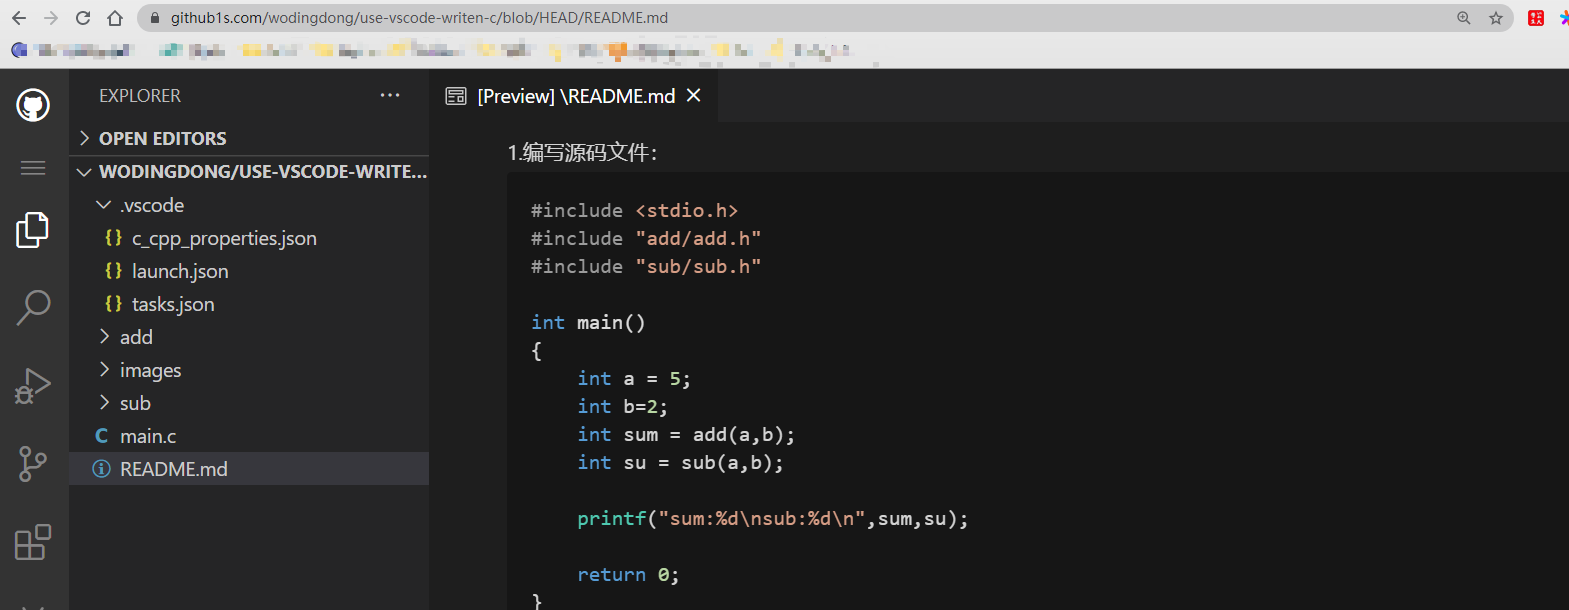 github1s.com/wodingdong/use-vscode-writen-c/blob/HEAD/README.md
EXPLORER
OPEN EDITORS
WODINGDONG/USE-VSCODE-WRITE...
.vscode
c_cpp_properties.json
launch.json
tasks.json
add
images
sub
main.c
README.md
[Preview] \README.md
1.编写源码文件：
#include <stdio.h>
#include "add/add.h"
#include "sub/sub.h"
int main()
{
int a = 5;
int b=2;
int sum = add(a,b);
int su = sub(a,b);
printf("sum:%d\nsub:%d\n",sum,su);
return 0;
}